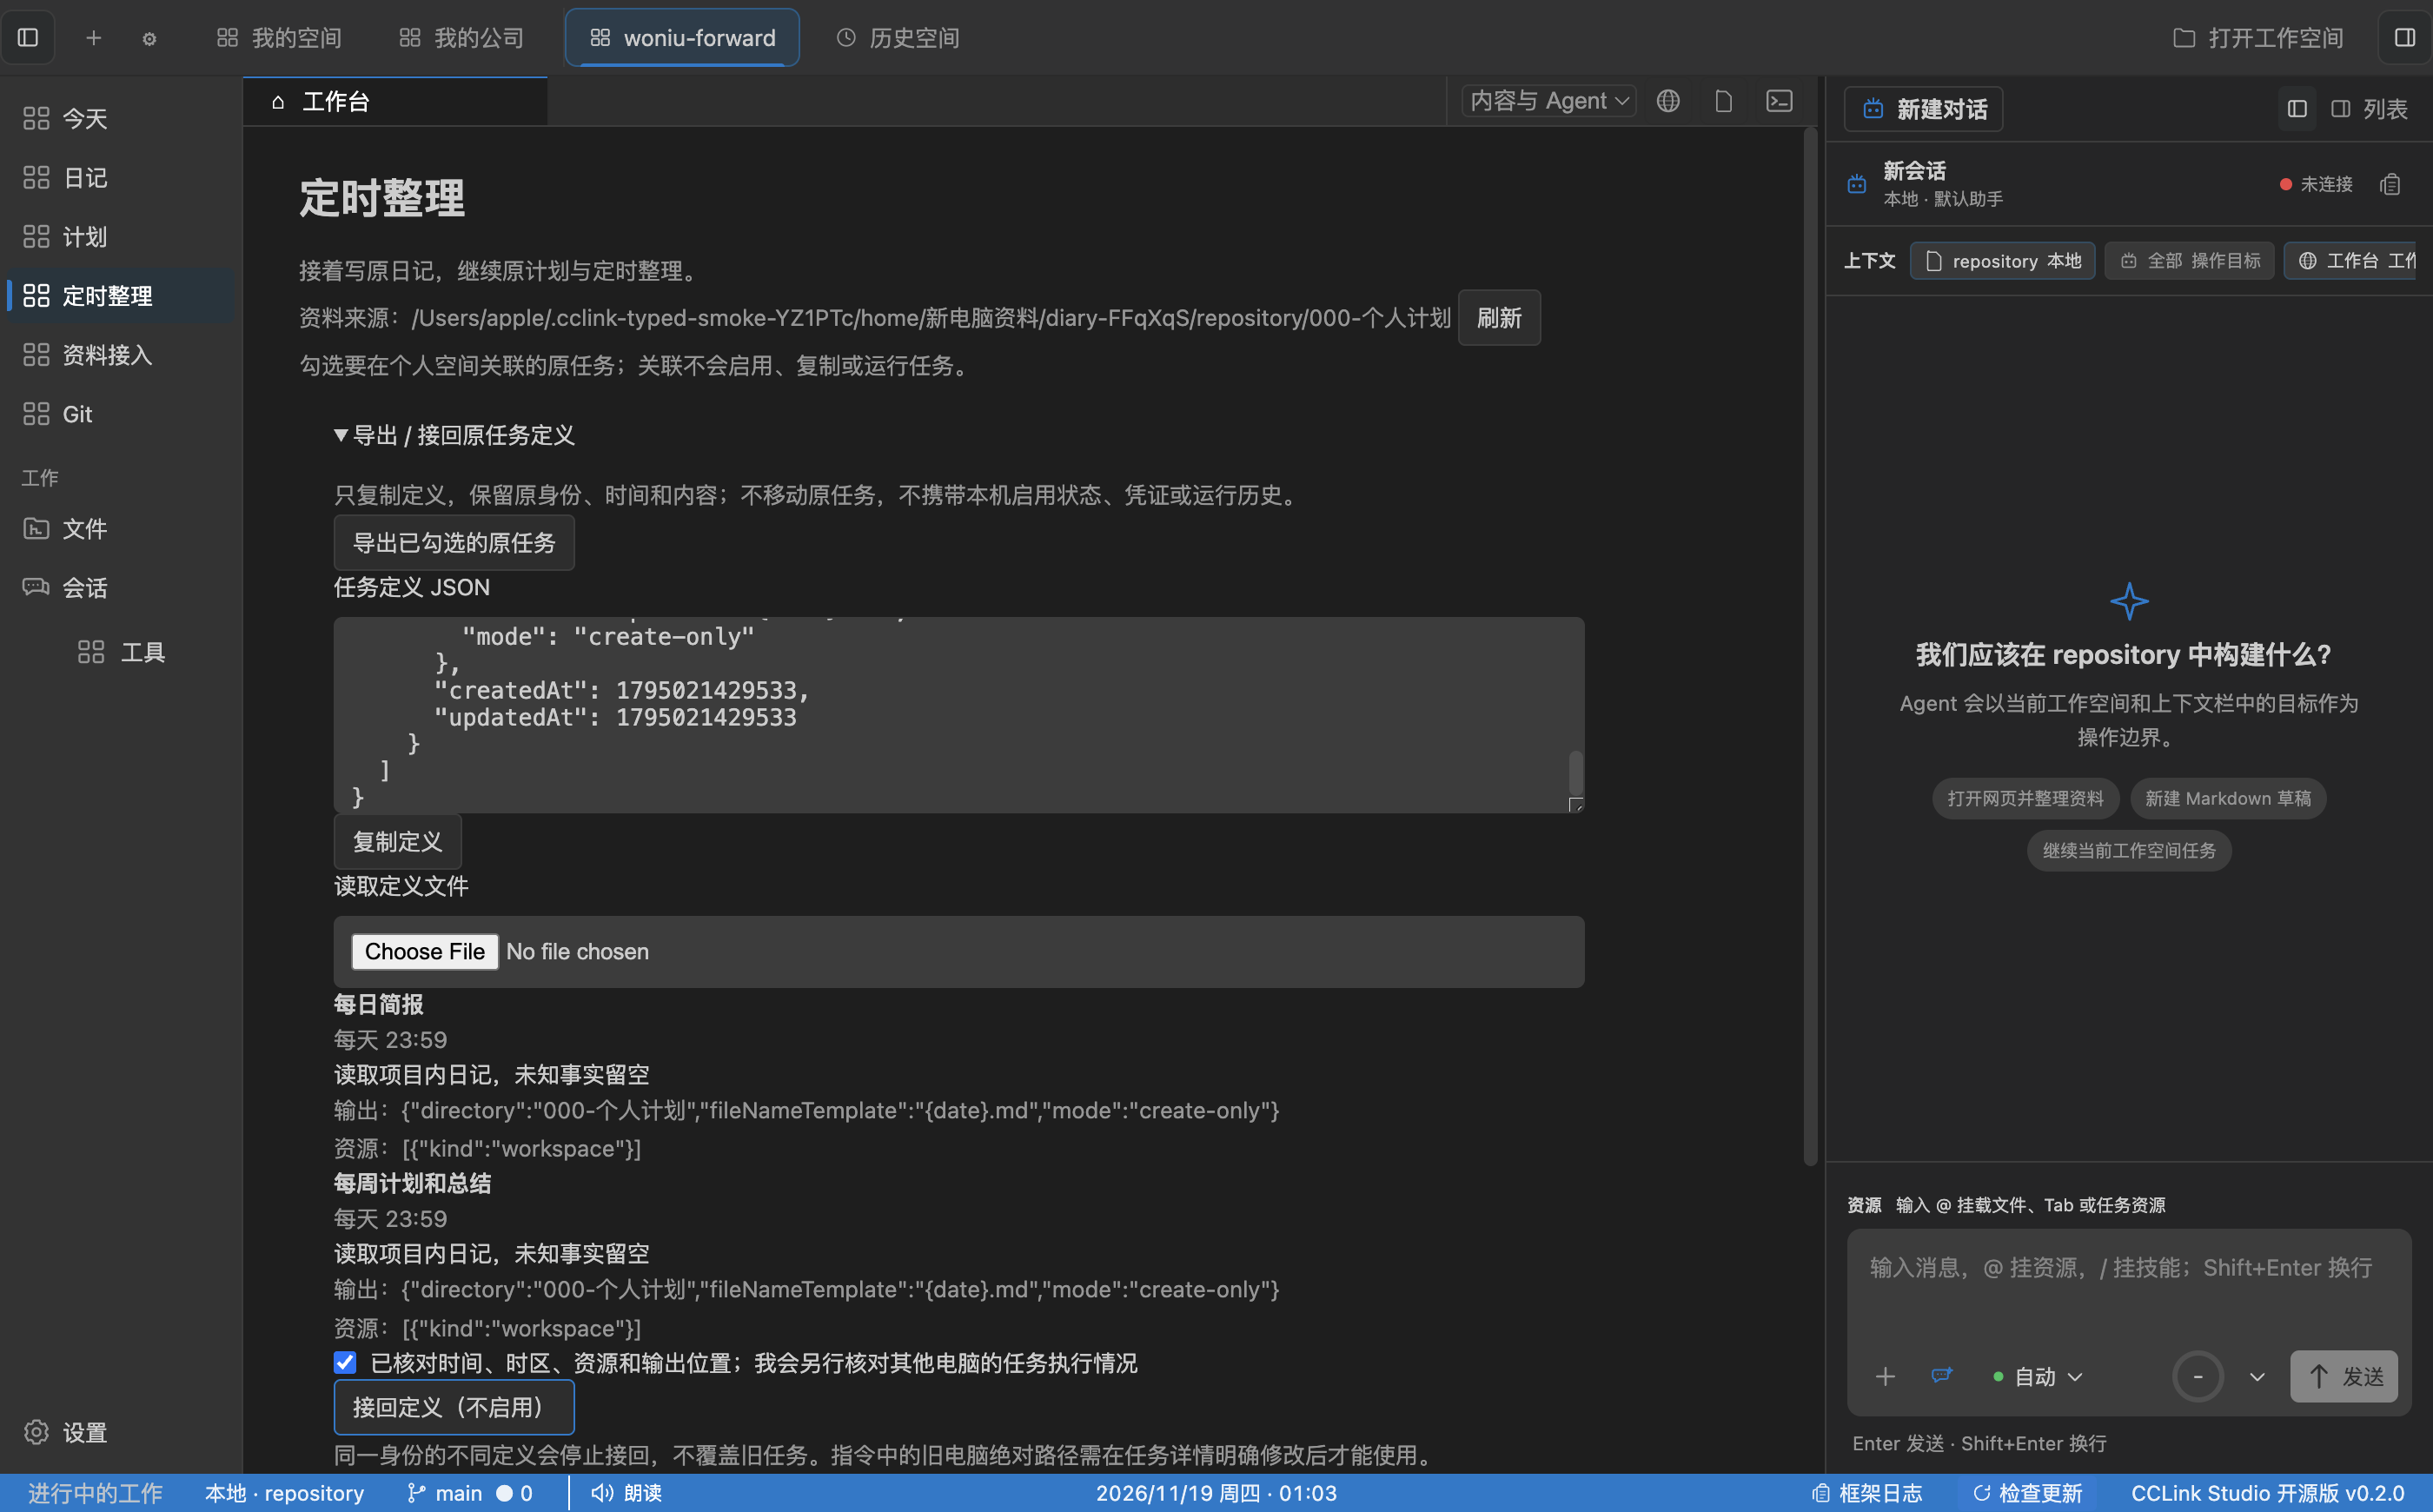 我的空间
我的公司
woniu-forward
历史空间
打开工作空间
今天
日记
计划
定时整理
资料接入
Git
工作
文件
会话
工具
设置
工作台
内容与 Agent
定时整理
接着写原日记，继续原计划与定时整理。
资料来源：/Users/apple/.cclink-typed-smoke-YZ1PTc/home/新电脑资料/diary-FFqXqS/repository/000-个人计划 刷新
勾选要在个人空间关联的原任务；关联不会启用、复制或运行任务。
导出 / 接回原任务定义
只复制定义，保留原身份、时间和内容；不移动原任务，不携带本机启用状态、凭证或运行历史。
导出已勾选的原任务
任务定义 JSON
"mode": "create-only"
},
"createdAt": 1795021429533,
"updatedAt": 1795021429533
}
]
}
复制定义
读取定义文件
Choose File No file chosen
每日简报
每天 23:59
读取项目内日记，未知事实留空
输出：{"directory":"000-个人计划","fileNameTemplate":"{date}.md","mode":"create-only"}
资源：[{"kind":"workspace"}]
每周计划和总结
每天 23:59
读取项目内日记，未知事实留空
输出：{"directory":"000-个人计划","fileNameTemplate":"{date}.md","mode":"create-only"}
资源：[{"kind":"workspace"}]
已核对时间、时区、资源和输出位置；我会另行核对其他电脑的任务执行情况
接回定义（不启用）
同一身份的不同定义会停止接回，不覆盖旧任务。指令中的旧电脑绝对路径需在任务详情明确修改后才能使用。
新建对话
列表
新会话
本地 · 默认助手
未连接
上下文
repository 本地
全部 操作目标
工作台 工作
我们应该在 repository 中构建什么？
Agent 会以当前工作空间和上下文栏中的目标作为
操作边界。
打开网页并整理资料
新建 Markdown 草稿
继续当前工作空间任务
资源 输入 @ 挂载文件、Tab 或任务资源
输入消息，@ 挂资源，/ 挂技能；Shift+Enter 换行
自动
-
发送
Enter 发送 · Shift+Enter 换行
进行中的工作
本地 · repository
main
0
朗读
2026/11/19 周四 · 01:03
框架日志
检查更新
CCLink Studio 开源版 v0.2.0